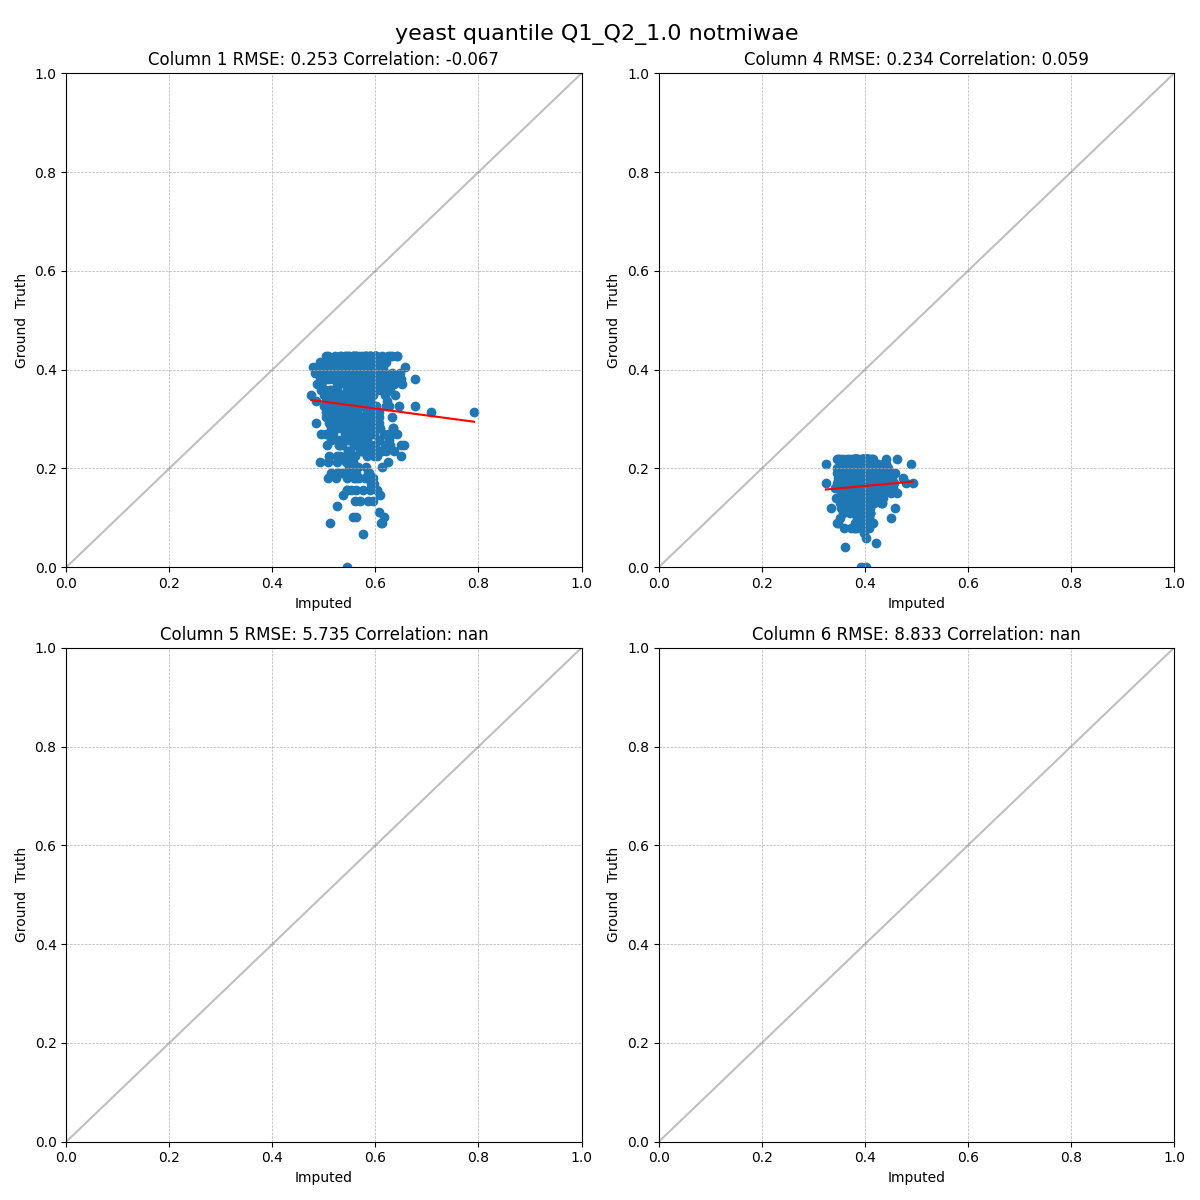 yeast quantile Q1_Q2_1.0 notmiwae
Column 1 RMSE: 0.253 Correlation: -0.067
1.0
0.8
0.6
0.4
0.2
0.0
Ground Truth
0.0 0.2 0.4 0.6 0.8 1.0
Imputed
Column 4 RMSE: 0.234 Correlation: 0.059
1.0
0.8
0.6
0.4
0.2
0.0
Ground Truth
0.0 0.2 0.4 0.6 0.8 1.0
Imputed
Column 5 RMSE: 5.735 Correlation: nan
1.0
0.8
0.6
0.4
0.2
0.0
Ground Truth
0.0 0.2 0.4 0.6 0.8 1.0
Imputed
Column 6 RMSE: 8.833 Correlation: nan
1.0
0.8
0.6
0.4
0.2
0.0
Ground Truth
0.0 0.2 0.4 0.6 0.8 1.0
Imputed